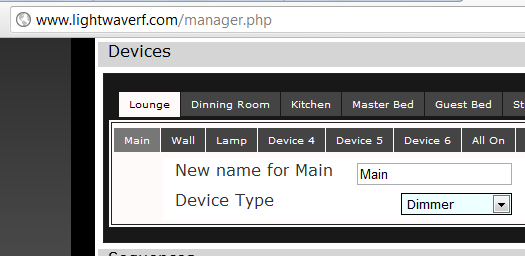 www.lightwaverf.com/manager.php
Devices
Lounge Dinning Room Kitchen Master Bed Guest Bed
Main Wall Lamp Device 4 Device 5 Device 6 All On
New name for Main Main
Device Type Dimmer
Sequences